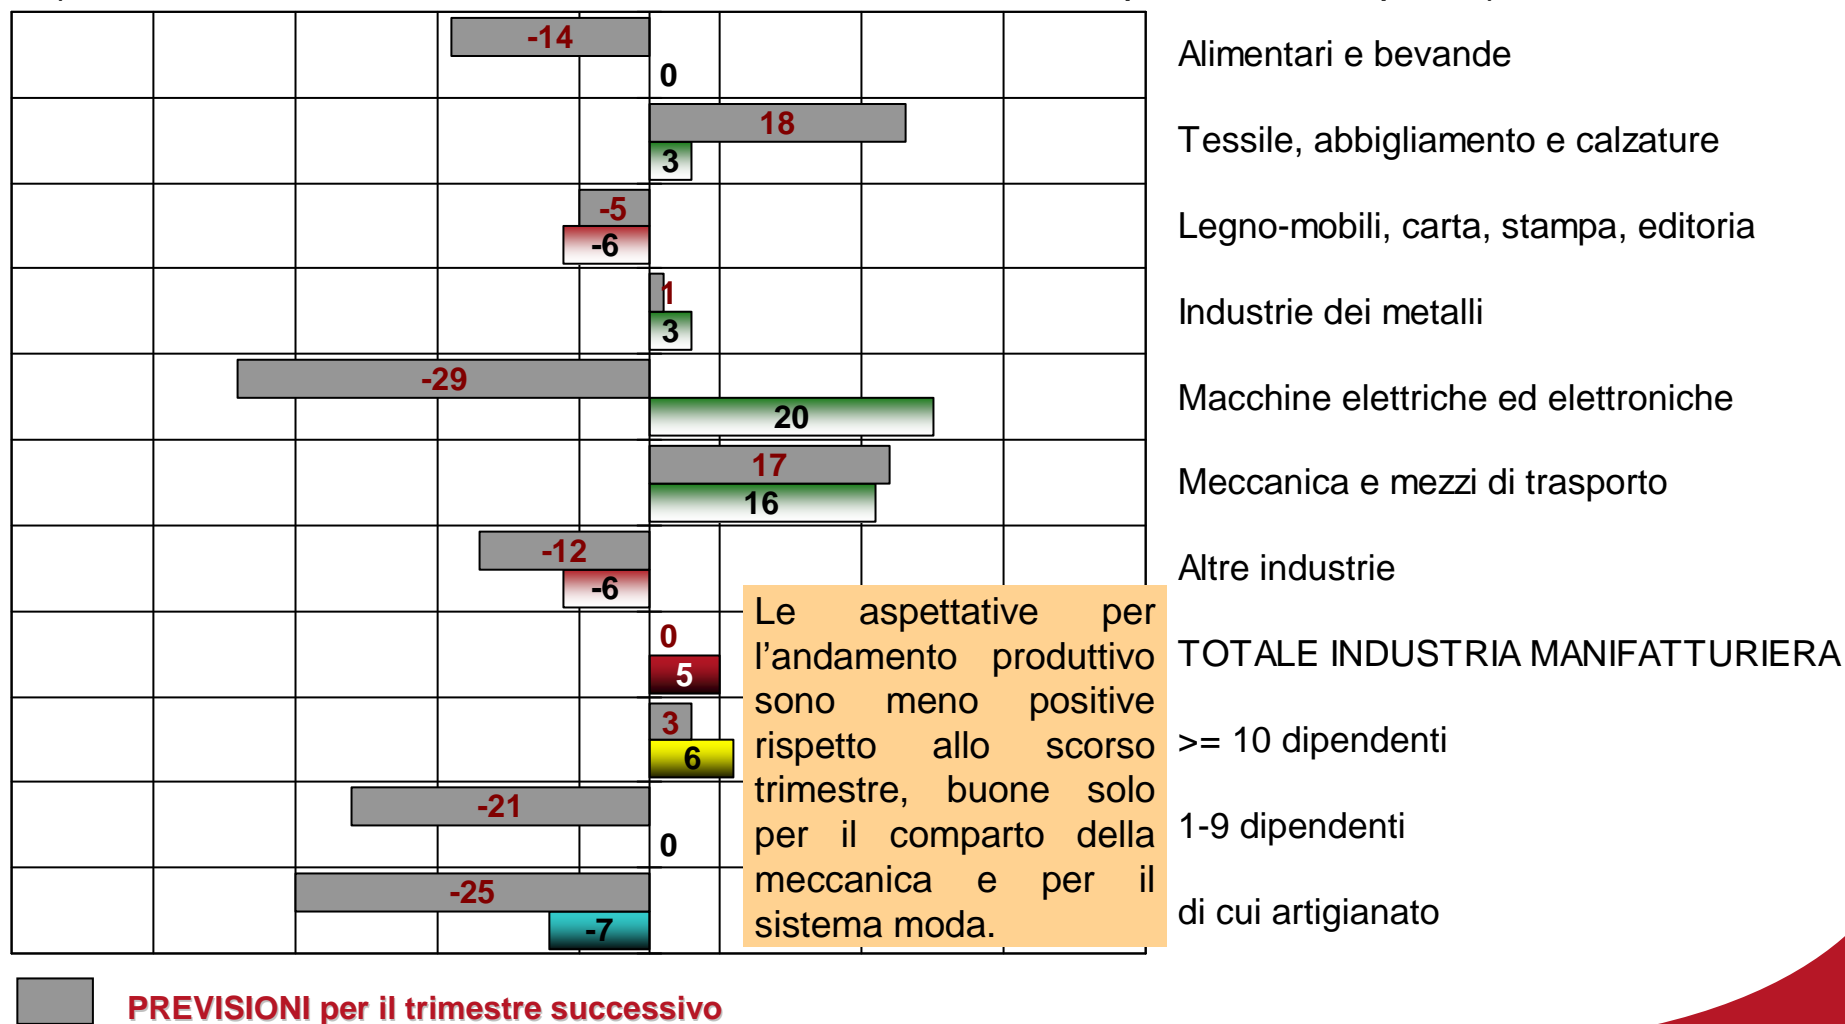 -14
0
Alimentari e bevande
18
3
Tessile, abbigliamento e calzature
-5
-6
Legno-mobili, carta, stampa, editoria
1
3
Industrie dei metalli
-29
20
Macchine elettriche ed elettroniche
17
16
Meccanica e mezzi di trasporto
-12
-6
Altre industrie
0
5
TOTALE INDUSTRIA MANIFATTURIERA
3
6
>= 10 dipendenti
-21
0
1-9 dipendenti
-25
-7
di cui artigianato
Le aspettative per
l'andamento produttivo
sono meno positive
rispetto allo scorso
trimestre, buone solo
per il comparto della
meccanica e per il
sistema moda.
PREVISIONI per il trimestre successivo